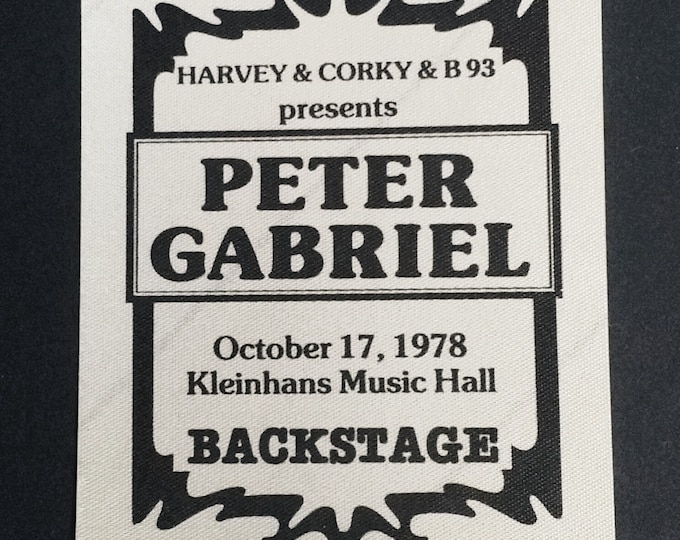 HARVEY & CORKY & B 93
presents
PETER
GABRIEL
October 17, 1978
Kleinhans Music Hall
BACKSTAGE